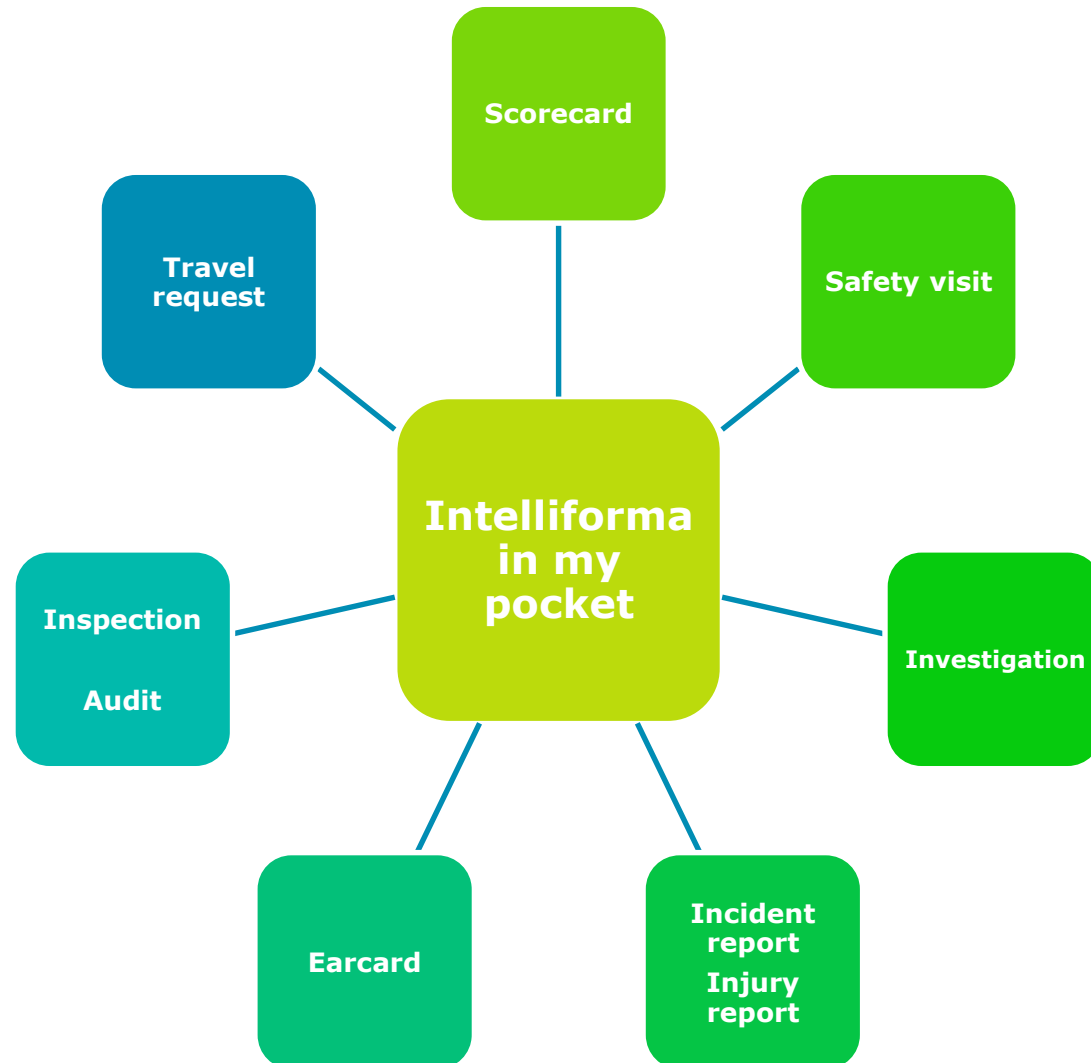 Scorecard
Travel
request
Safety visit
Intelliforma
in my
pocket
Inspection
Audit
Investigation
Earcard
Incident
report
Injury
report